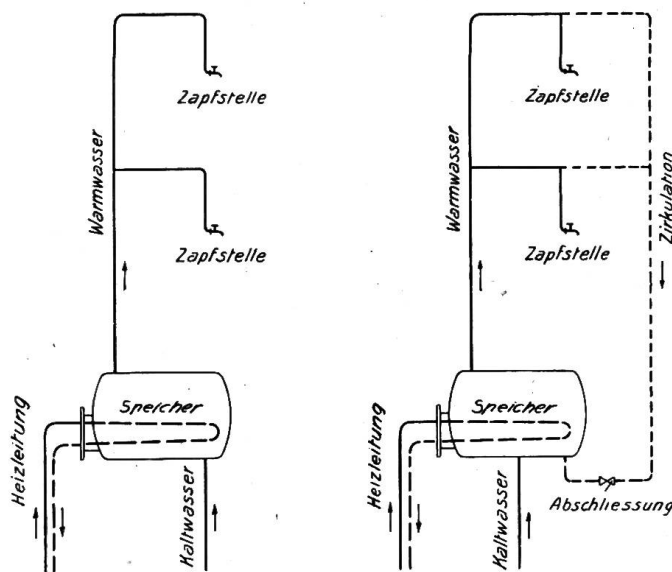 Zapfstelle
Warmwasser
Zapfstelle
Speicher
Heizleitung
Kaltwasser
Zapfstelle
Warmwasser
Zirkulation
Zapfstelle
Speicher
Heizleitung
Kaltwasser
Abschliessung